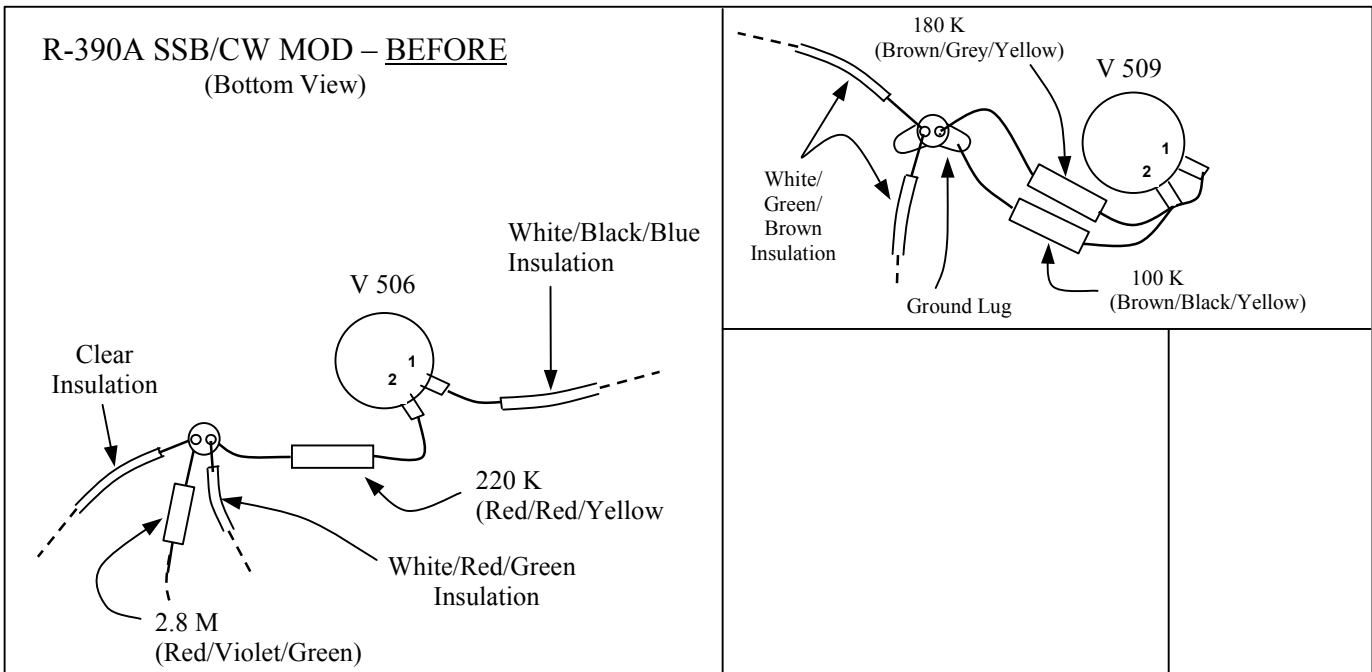 R-390A SSB/CW MOD – BEFORE
(Bottom View)
White/Black/Blue
Insulation
V 506
1
2
Clear
Insulation
220 K
(Red/Red/Yellow
White/Red/Green
Insulation
2.8 M
(Red/Violet/Green)
180 K
(Brown/Grey/Yellow)
V 509
1
2
White/
Green/
Brown
Insulation
Ground Lug
100 K
(Brown/Black/Yellow)